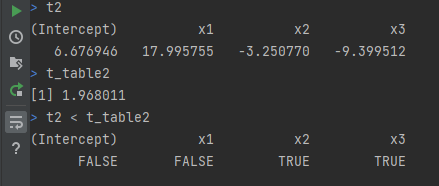 > t2
(Intercept)          x1          x2          x3
   6.676946   17.995755   -3.250770   -9.399512
> t_table2
[1] 1.968011
> t2 < t_table2
(Intercept)          x1          x2          x3
      FALSE       FALSE        TRUE        TRUE